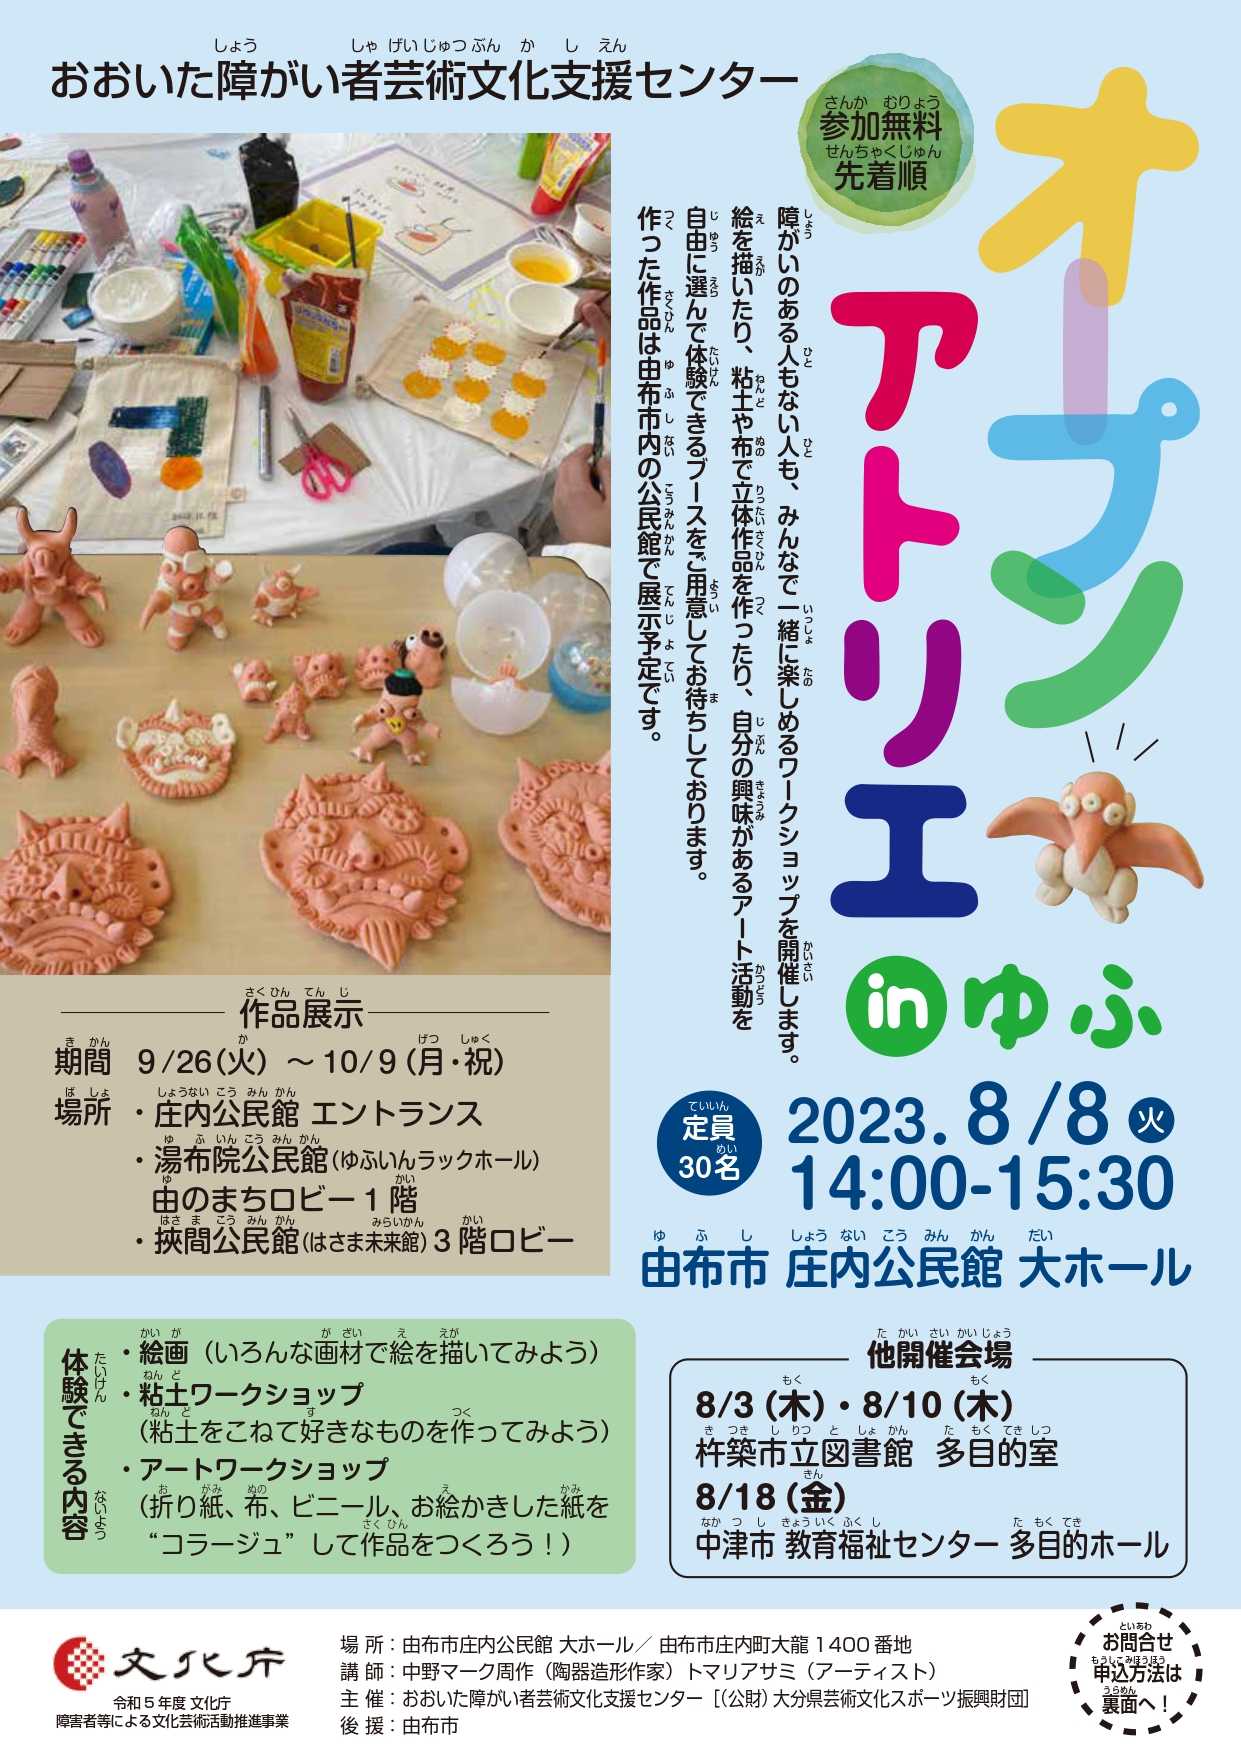 おおいた障がい者芸術文化支援センター
参加無料
先着順
オープン
アトリエ
in ゆふ
障がいのある人もない人も、みんなで一緒に楽しめるワークショップを開催します。
絵を描いたり、粘土や布で立体作品を作ったり、自分の興味があるアート活動を
自由に選んで体験できるブースをご用意してお待ちしております。
作った作品は由布市内の公民館で展示予定です。
作品展示
期間 9/26(火) ～ 10/9(月・祝)
場所 ・庄内公民館 エントランス
・湯布院公民館(ゆふいんラックホール)
由のまちロビー1階
・挾間公民館(はさま未来館)3階ロビー
定員
30名
2023. 8/8 火
14:00-15:30
由布市 庄内公民館 大ホール
体験できる内容
・絵画（いろんな画材で絵を描いてみよう）
・粘土ワークショップ
（粘土をこねて好きなものを作ってみよう）
・アートワークショップ
（折り紙、布、ビニール、お絵かきした紙を
“コラージュ”して作品をつくろう！）
他開催会場
8/3(木)・8/10(木)
杵築市立図書館 多目的室
8/18(金)
中津市 教育福祉センター 多目的ホール
文化庁
令和5年度 文化庁
障害者等による文化芸術活動推進事業
場 所：由布市庄内公民館 大ホール／ 由布市庄内町大龍1400番地
講 師：中野マーク周作（陶器造形作家）トマリアサミ（アーティスト）
主 催：おおいた障がい者芸術文化支援センター［(公財)大分県芸術文化スポーツ振興財団］
後 援：由布市
お問合せ
申込方法は
裏面へ！